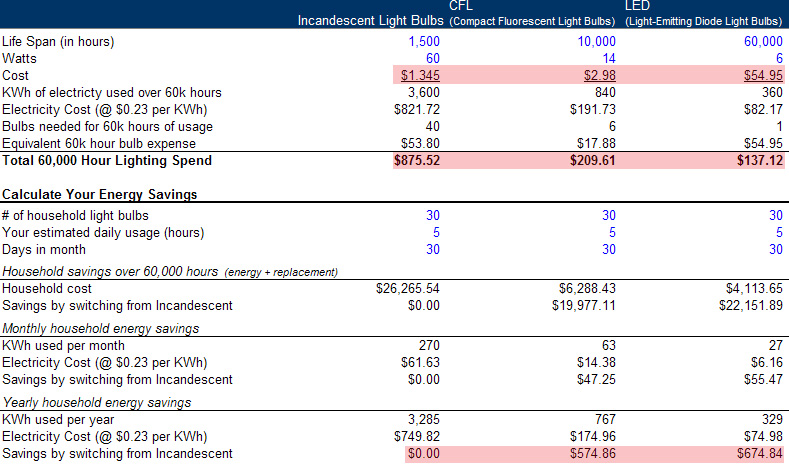 CFL LED
Incandescent Light Bulbs (Compact Fluorescent Light Bulbs) (Light-Emitting Diode Light Bulbs)
Life Span (in hours) 1,500 10,000 60,000
Watts 60 14 6
Cost $1.345 $2.98 $54.95
KWh of electricty used over 60k hours 3,600 840 360
Electricity Cost (@ $0.23 per KWh) $821.72 $191.73 $82.17
Bulbs needed for 60k hours of usage 40 6 1
Equivalent 60k hour bulb expense $53.80 $17.88 $54.95
Total 60,000 Hour Lighting Spend $875.52 $209.61 $137.12
Calculate Your Energy Savings
# of household light bulbs 30 30 30
Your estimated daily usage (hours) 5 5 5
Days in month 30 30 30
Household savings over 60,000 hours (energy + replacement)
Household cost $26,265.54 $6,288.43 $4,113.65
Savings by switching from Incandescent $0.00 $19,977.11 $22,151.89
Monthly household energy savings
KWh used per month 270 63 27
Electricity Cost (@ $0.23 per KWh) $61.63 $14.38 $6.16
Savings by switching from Incandescent $0.00 $47.25 $55.47
Yearly household energy savings
KWh used per year 3,285 767 329
Electricity Cost (@ $0.23 per KWh) $749.82 $174.96 $74.98
Savings by switching from Incandescent $0.00 $574.86 $674.84